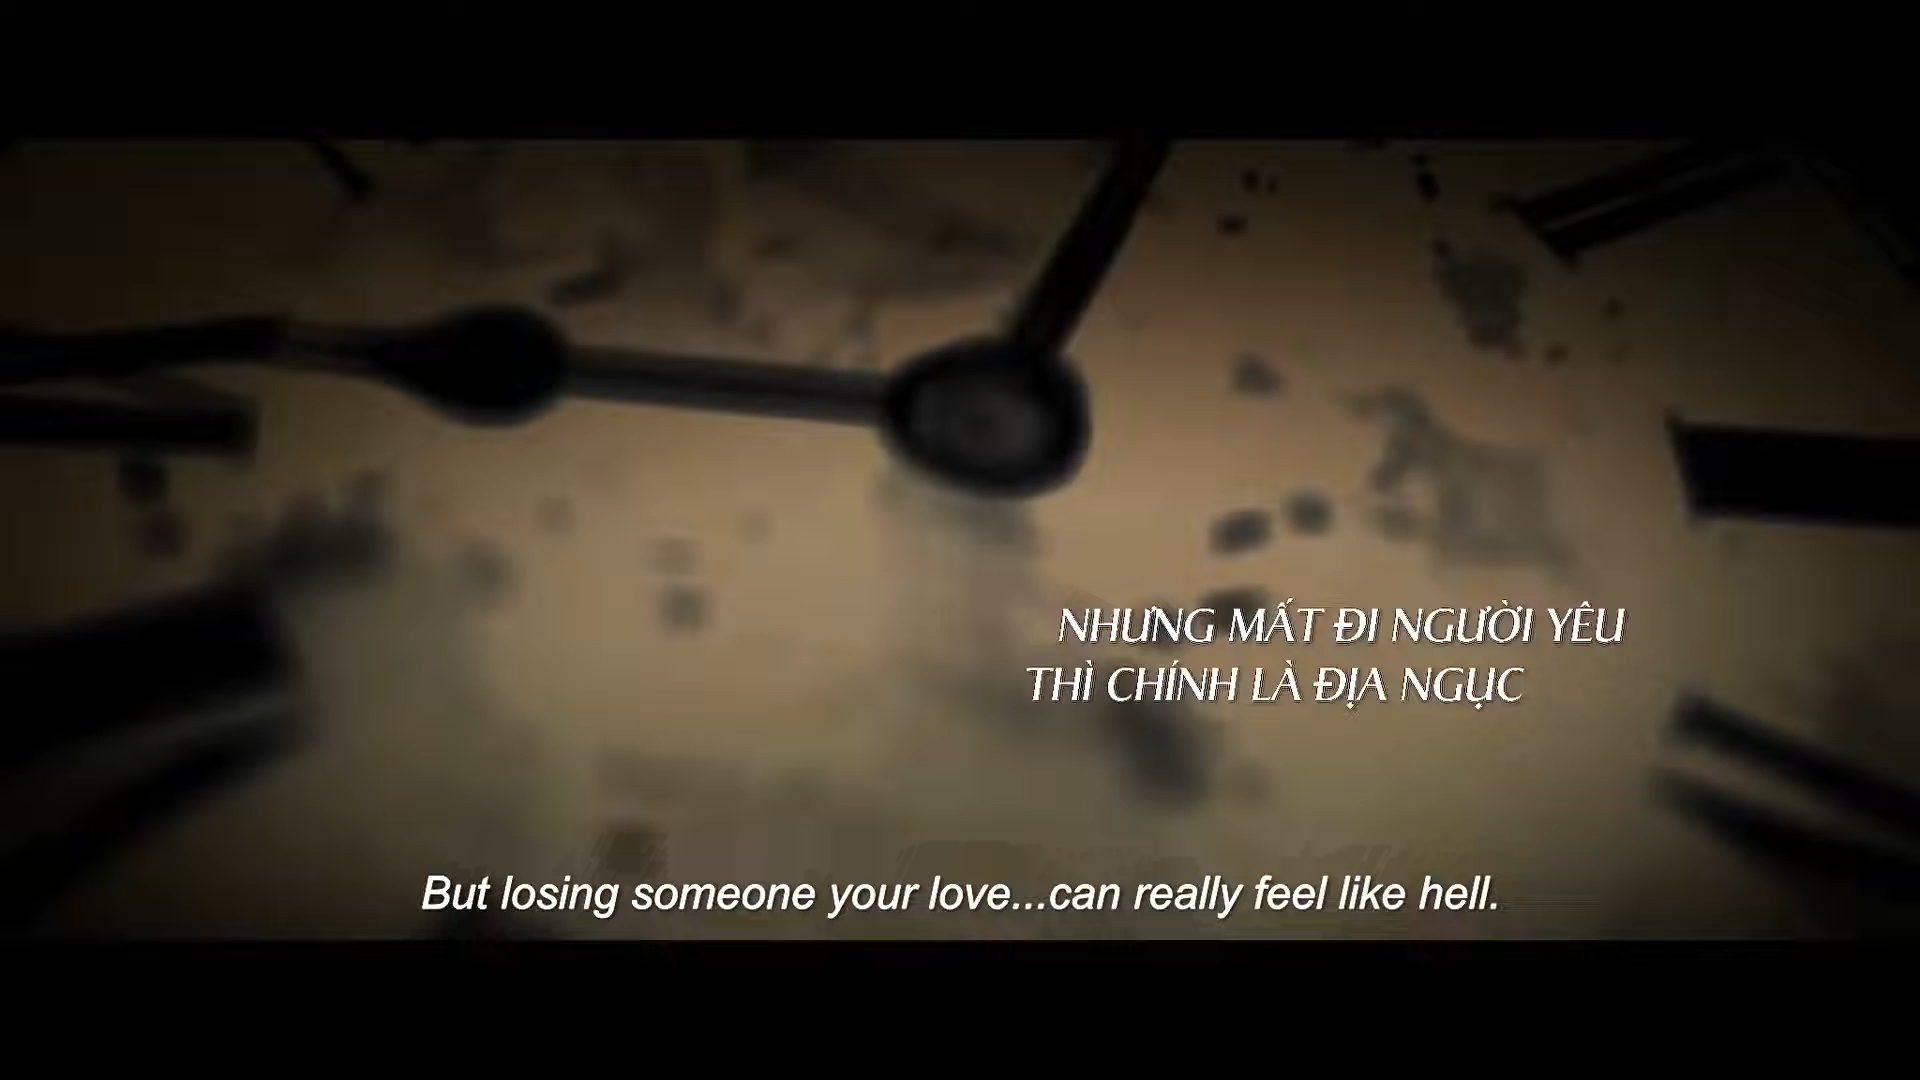 NHƯNG MẤT ĐI NGƯỜI YÊU
THÌ CHÍNH LÀ ĐỊA NGỤC
But losing someone your love...can really feel like hell.